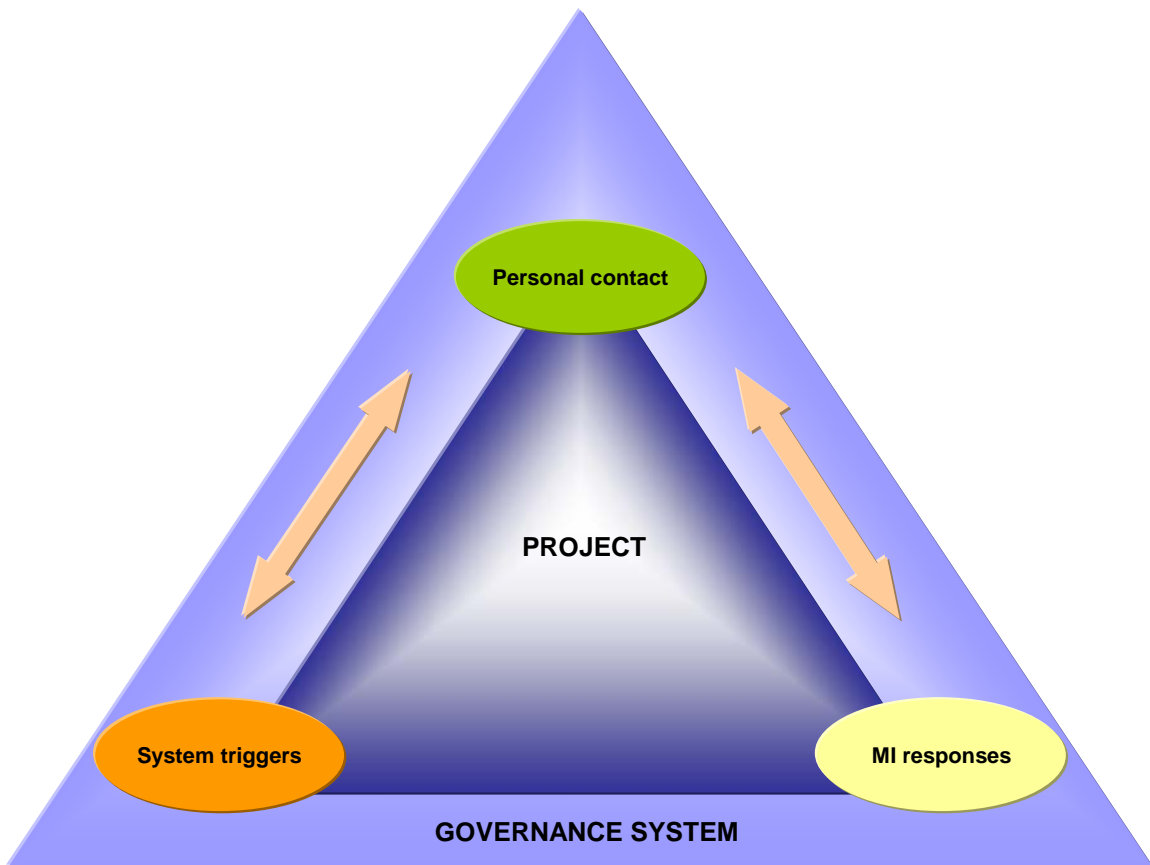 Personal contact
PROJECT
System triggers
MI responses
GOVERNANCE SYSTEM